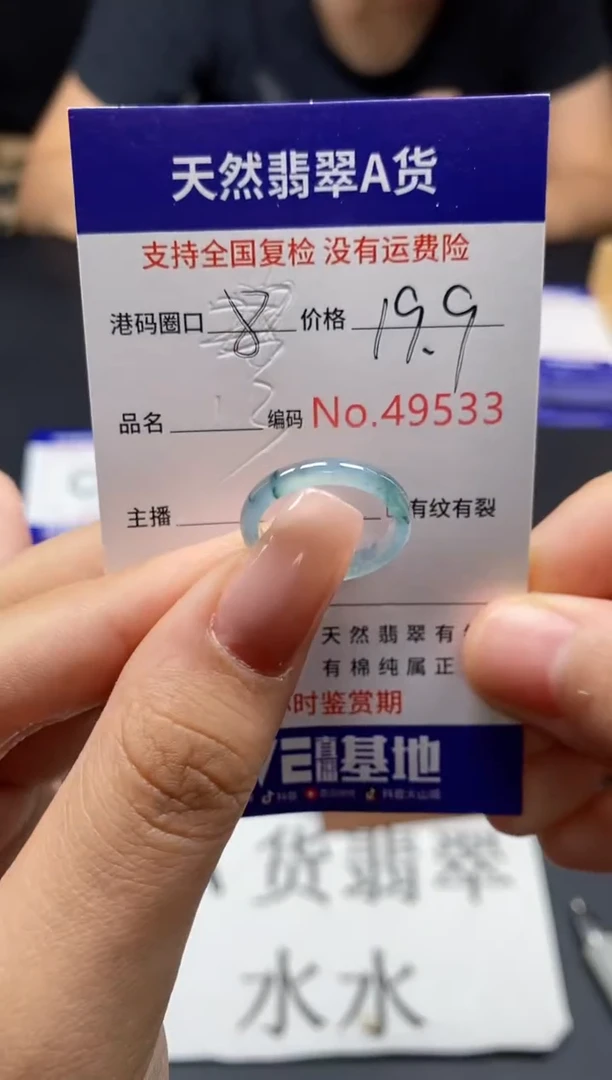 天然翡翠A货
支持全国复检 没有运费险
港码圈口 8 价格 19.9
品名 编码 No.49533
主播 有纹有裂
天然翡翠有
有棉纯属正
时鉴赏期
基地
货翡翠
水水